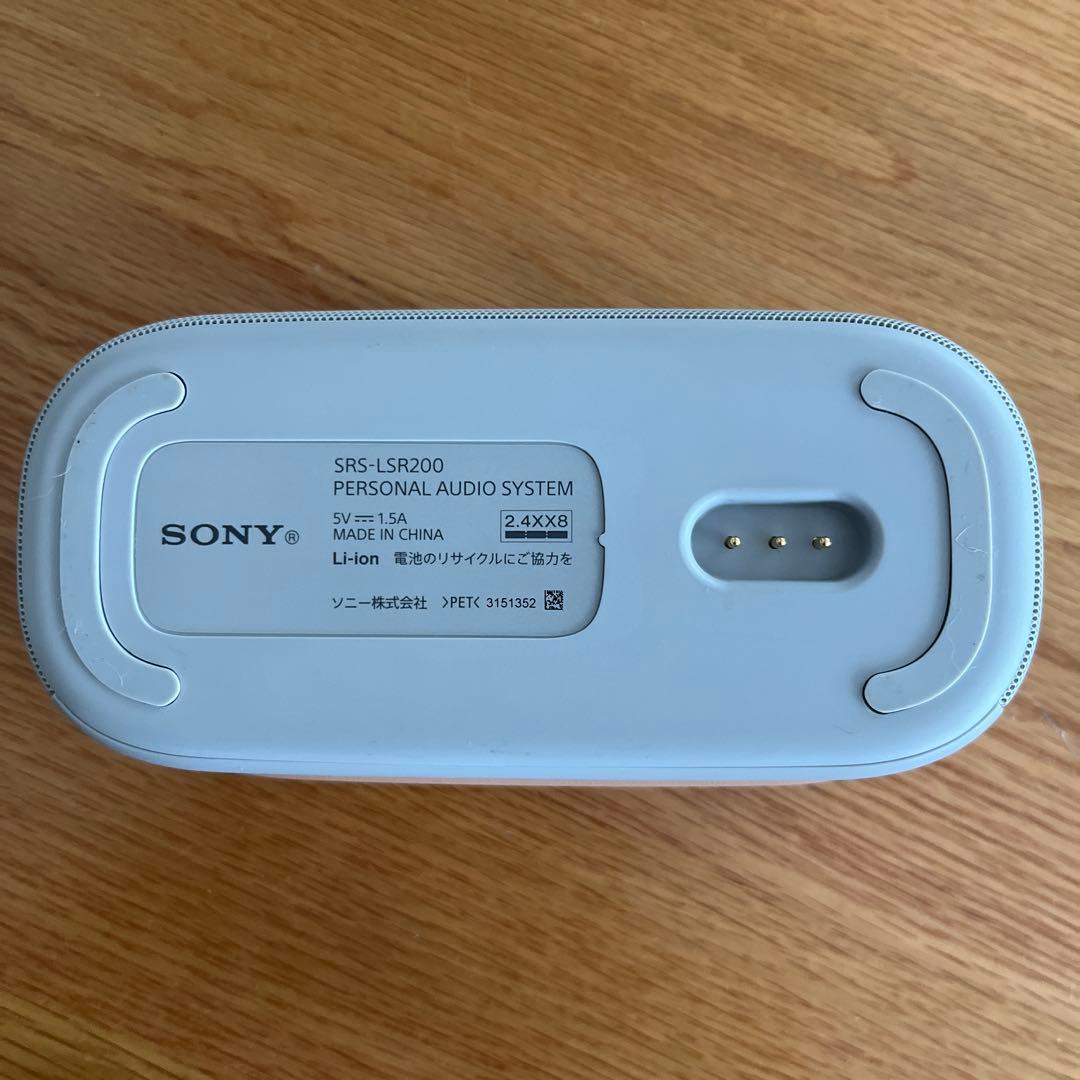 SONY®
SRS-LSR200
PERSONAL AUDIO SYSTEM
5V⎓1.5A
MADE IN CHINA
2.4XX8
Li-ion 電池のリサイクルにご協力を
ソニー株式会社 >PET< 3151352